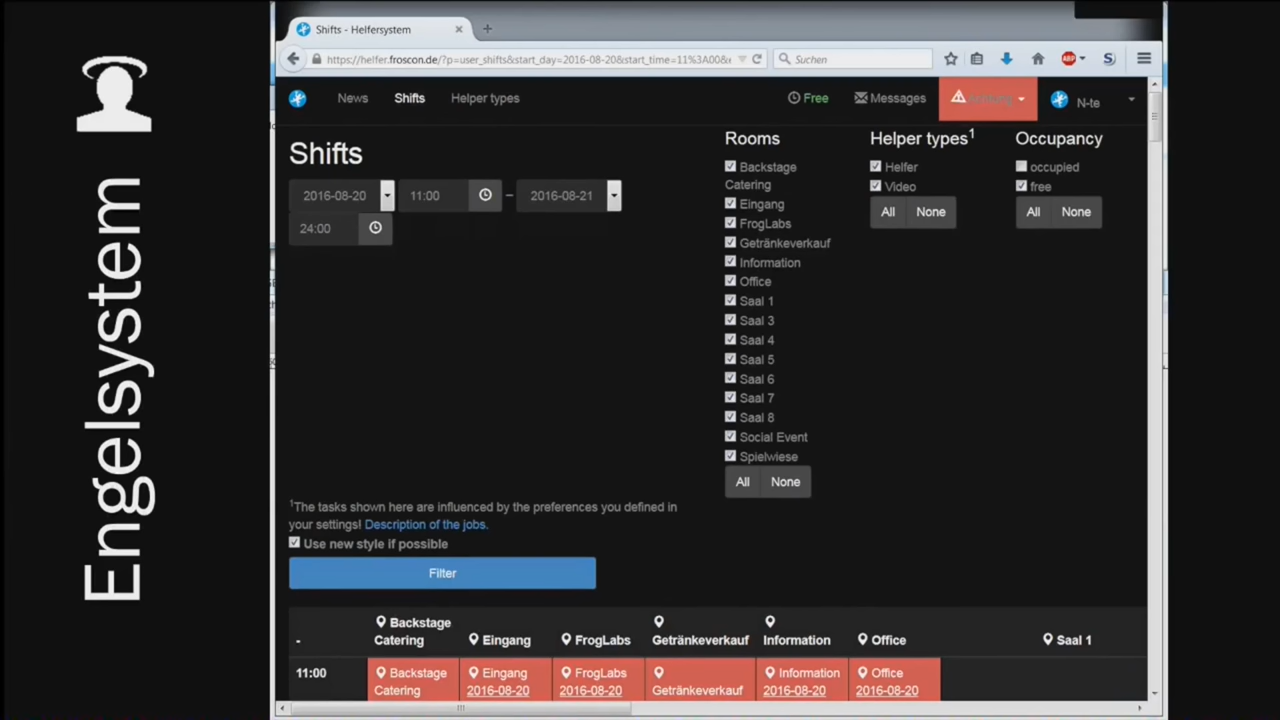 Engelsystem
Shifts - Helfersystem
https://helfer.froscon.de/?p=user_shifts&start_day=2016-08-20&start_time=11%3A00&
Suchen
ABP
S
News Shifts Helper types Free Messages N-te
Shifts
2016-08-20 11:00 – 2016-08-21
24:00
Rooms
Backstage
Catering
Eingang
FrogLabs
Getränkeverkauf
Information
Office
Saal 1
Saal 3
Saal 4
Saal 5
Saal 6
Saal 7
Saal 8
Social Event
Spielwiese
All None
Helper types1
Helfer
Video
All None
Occupancy
occupied
free
All None
1The tasks shown here are influenced by the preferences you defined in
your settings! Description of the jobs.
Use new style if possible
Filter
- Backstage Catering Eingang FrogLabs Getränkeverkauf Information Office Saal 1
11:00 Backstage Eingang FrogLabs Information Office
Catering 2016-08-20 2016-08-20 Getränkeverkauf 2016-08-20 2016-08-20